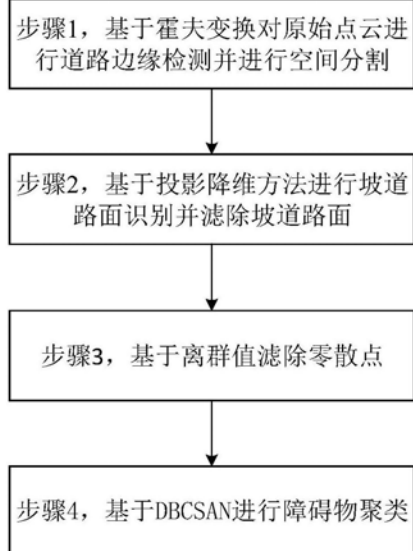 步骤1，基于霍夫变换对原始点云进
行道路边缘检测并进行空间分割
步骤2，基于投影降维方法进行坡道
路面识别并滤除坡道路面
步骤3，基于离群值滤除零散点
步骤4，基于DBCSAN进行障碍物聚类